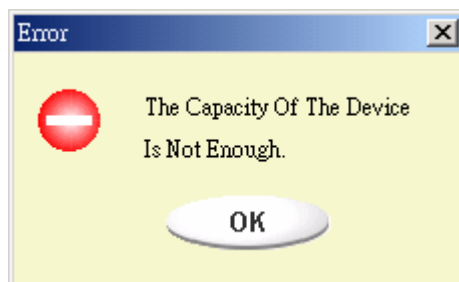 Error
The Capacity Of The Device
Is Not Enough.
OK